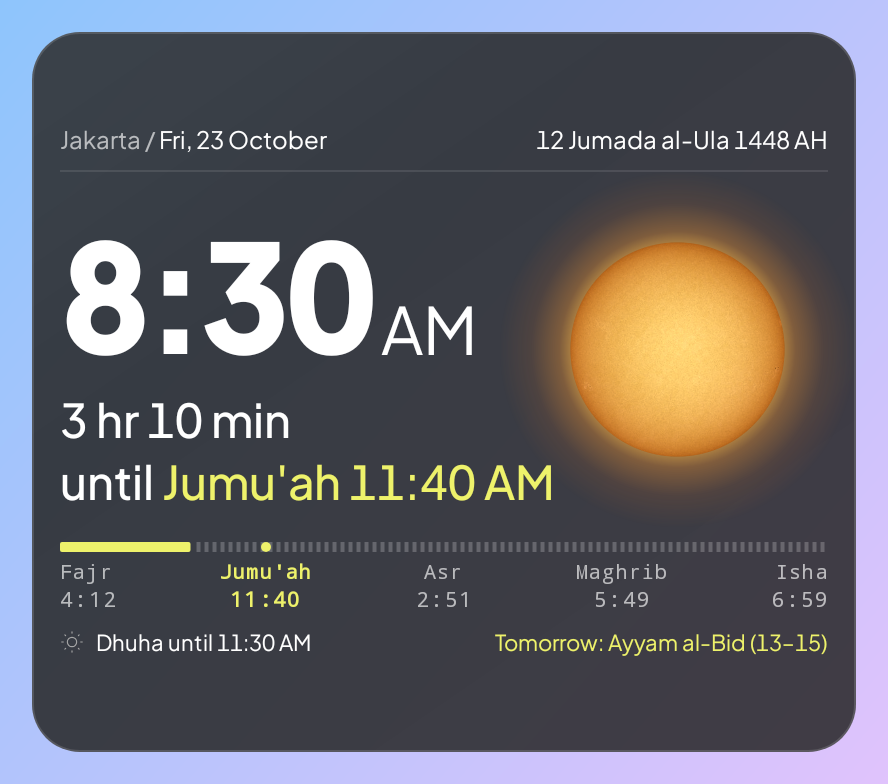 Jakarta / Fri, 23 October
12 Jumada al-Ula 1448 AH
8:30 AM
3 hr 10 min
until Jumu'ah 11:40 AM
Fajr Jumu'ah Asr Maghrib Isha
4:12 11:40 2:51 5:49 6:59
Dhuha until 11:30 AM
Tomorrow: Ayyam al-Bid (13–15)